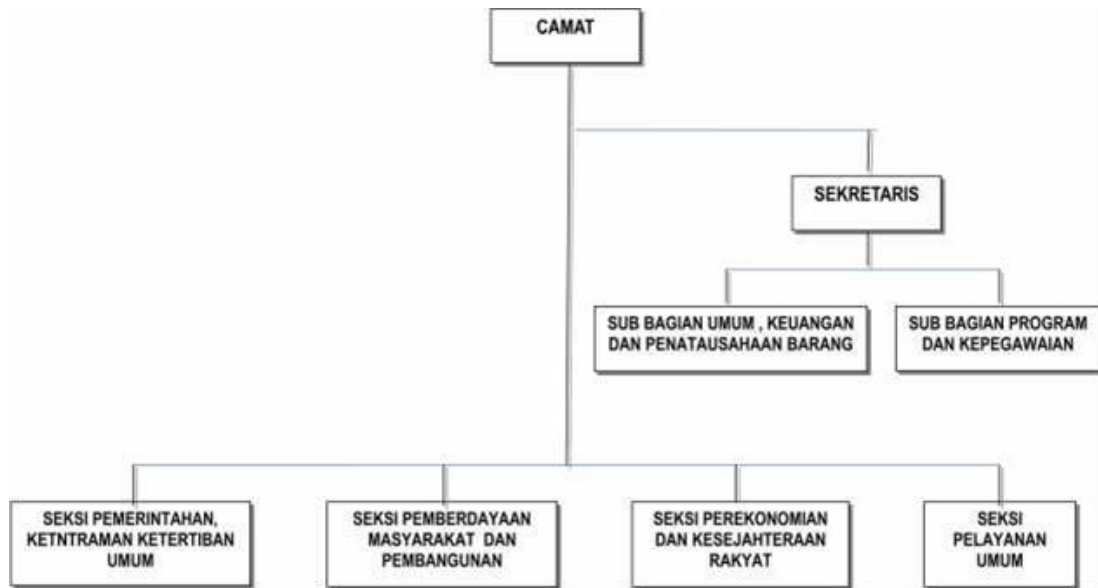 CAMAT
SEKRETARIS
SUB BAGIAN UMUM , KEUANGAN
DAN PENATAUSAHAAN BARANG
SUB BAGIAN PROGRAM
DAN KEPEGAWAIAN
SEKSI PEMERINTAHAN,
KETNTRAMAN KETERTIBAN
UMUM
SEKSI PEMBERDAYAAN
MASYARAKAT DAN
PEMBANGUNAN
SEKSI PEREKONOMIAN
DAN KESEJAHTERAAN
RAKYAT
SEKSI
PELAYANAN
UMUM